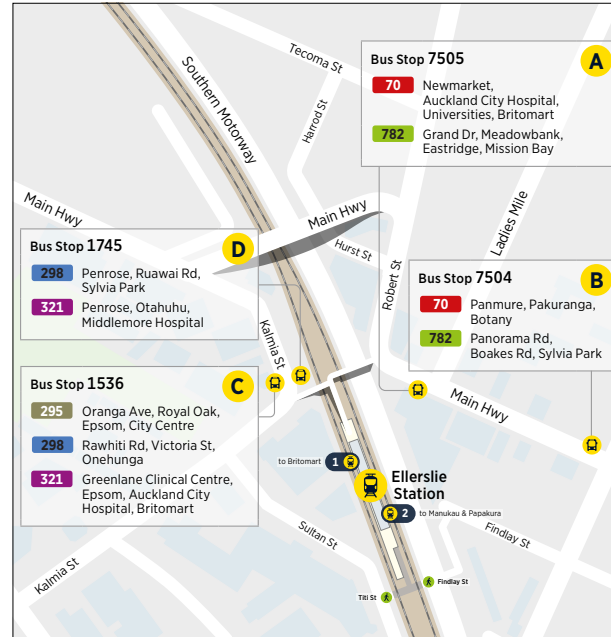 Bus Stop 7505
A
70
Newmarket,
Auckland City Hospital,
Universities, Britomart
782
Grand Dr, Meadowbank,
Eastridge, Mission Bay
Tecoma St
Southern Motorway
Harrod St
Main Hwy
Main Hwy
Hurst St
Robert St
Ladies Mile
Bus Stop 1745
D
298
Penrose, Ruawai Rd,
Sylvia Park
321
Penrose, Otahuhu,
Middlemore Hospital
Bus Stop 7504
B
70
Panmure, Pakuranga,
Botany
782
Panorama Rd,
Boakes Rd, Sylvia Park
Kalmia St
Main Hwy
Bus Stop 1536
C
295
Oranga Ave, Royal Oak,
Epsom, City Centre
298
Rawhiti Rd, Victoria St,
Onehunga
321
Greenlane Clinical Centre,
Epsom, Auckland City
Hospital, Britomart
to Britomart
1
Ellerslie
Station
2
to Manukau & Papakura
Sultan St
Findlay St
Kalmia St
Findlay St
Titi St